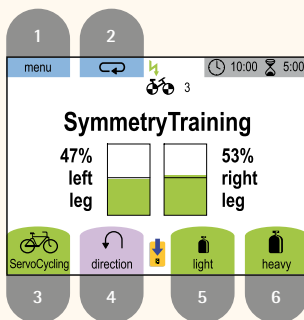 1 2
menu 10:00 5:00
3
SymmetryTraining
47% 53%
left right
leg leg
ServoCycling direction light heavy
3 4 5 6